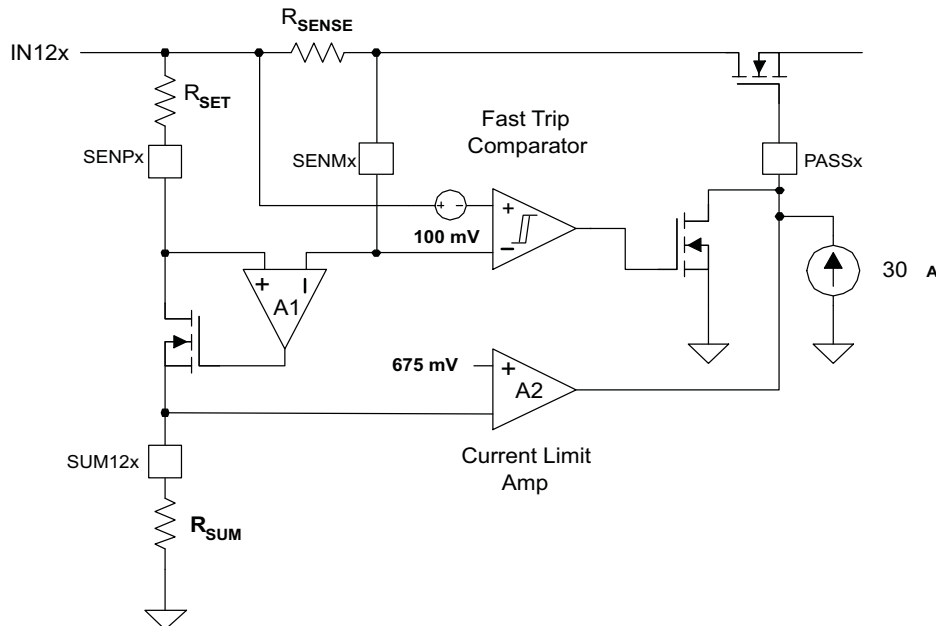 RSENSE
IN12x
RSET
SENPx
SENMx
Fast Trip
Comparator
PASSx
+ -
100 mV
+
−
30 A
+ −
A1
675 mV
+
A2
SUM12x
Current Limit
Amp
RSUM